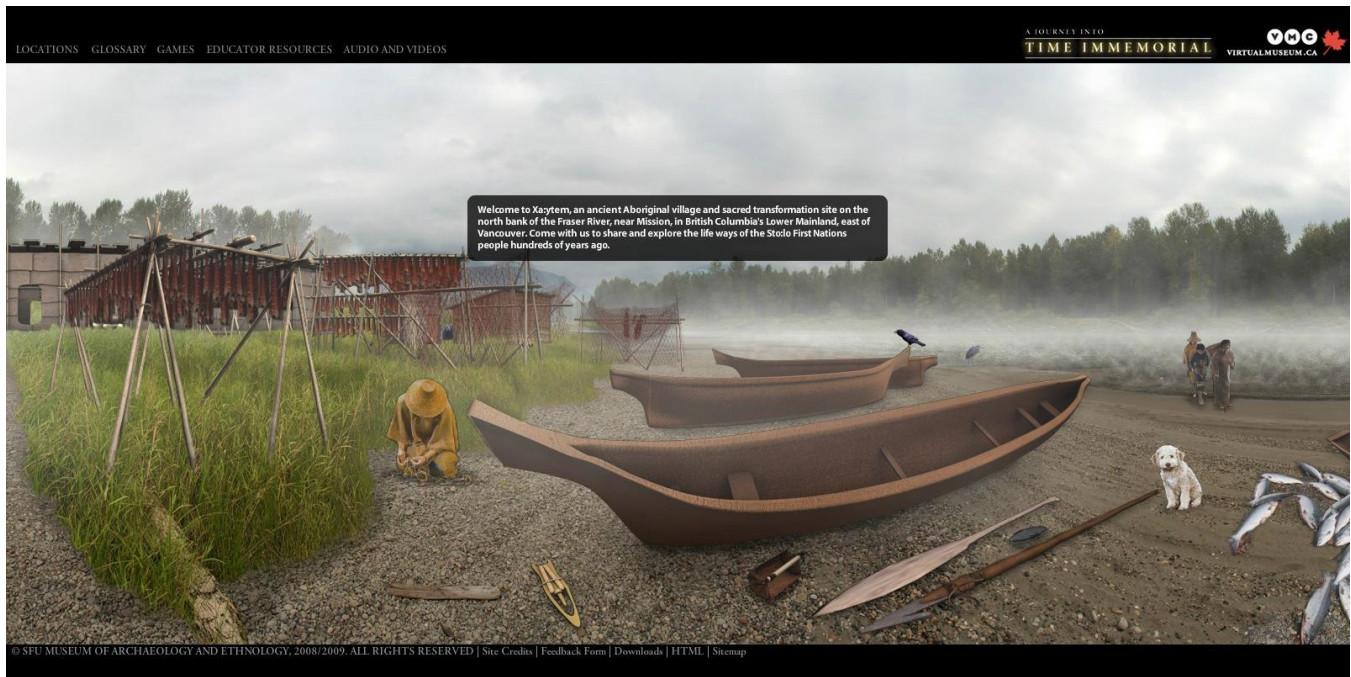 LOCATIONS GLOSSARY GAMES EDUCATOR RESOURCES AUDIO AND VIDEOS
A JOURNEY INTO
TIME IMMEMORIAL
VMC
VIRTUALMUSEUM.CA
Welcome to Xa:ytem, an ancient Aboriginal village and sacred transformation site on the
north bank of the Fraser River, near Mission, in British Columbia's Lower Mainland, east of
Vancouver. Come with us to share and explore the life ways of the Sto:lo First Nations
people hundreds of years ago.
© SFU MUSEUM OF ARCHAEOLOGY AND ETHNOLOGY, 2008/2009. ALL RIGHTS RESERVED | Site Credits | Feedback Form | Downloads | HTML | Sitemap